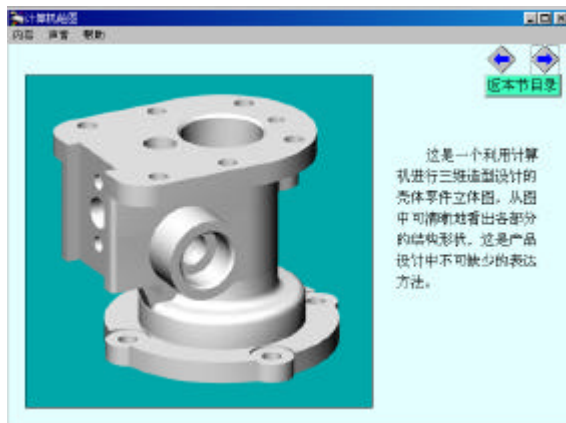 计算机绘图
内容 声音 帮助
返本节目录
这是一个利用计算
机进行三维造型设计的
壳体零件立体图，从图
中可清晰地看出各部分
的结构形状，这是产品
设计中不可缺少的表达
方法。